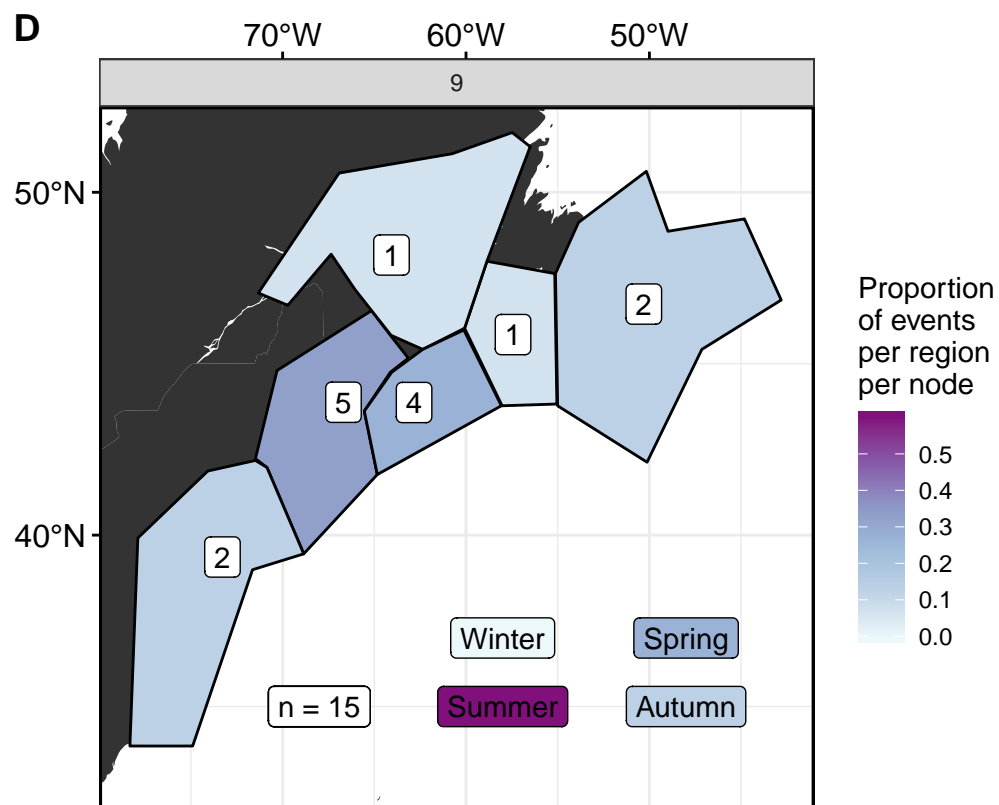 D
70°W 60°W 50°W
9
50°N
40°N
1
1
2
5
4
2
Winter
Spring
n = 15
Summer
Autumn
Proportion
of events
per region
per node
0.5
0.4
0.3
0.2
0.1
0.0